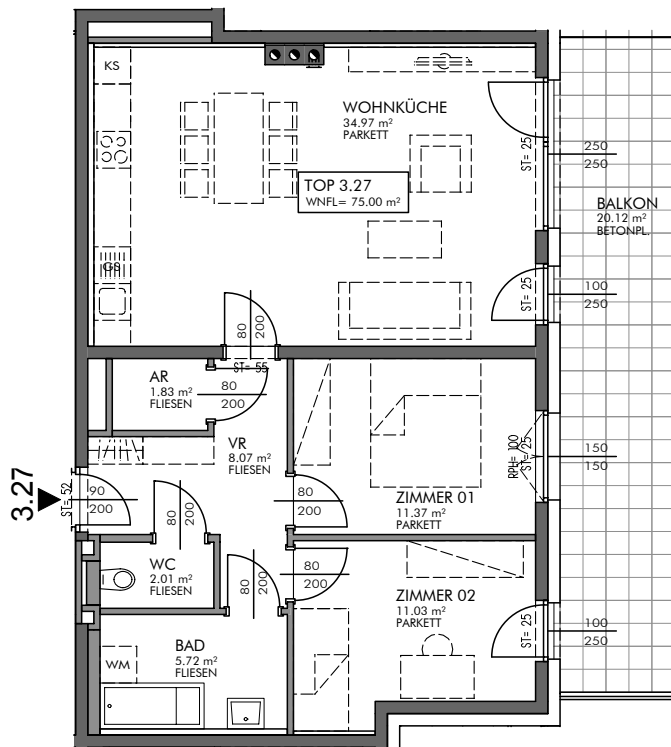 KS
WOHNKÜCHE
34.97 m²
PARKETT
ST= 25
250
250
TOP 3.27
WNFL= 75.00 m²
BALKON
20.12 m²
BETONPL.
GS
ST= 25
100
250
80
200
ST= 55
AR
1.83 m²
FLIESEN
80
200
VR
8.07 m²
FLIESEN
RPH= 100
ST= 25
150
150
3.27
ST= 52
90
200
80
200
80
200
ZIMMER 01
11.37 m²
PARKETT
WC
2.01 m²
FLIESEN
80
200
80
200
ZIMMER 02
11.03 m²
PARKETT
ST= 25
100
250
BAD
5.72 m²
FLIESEN
WM